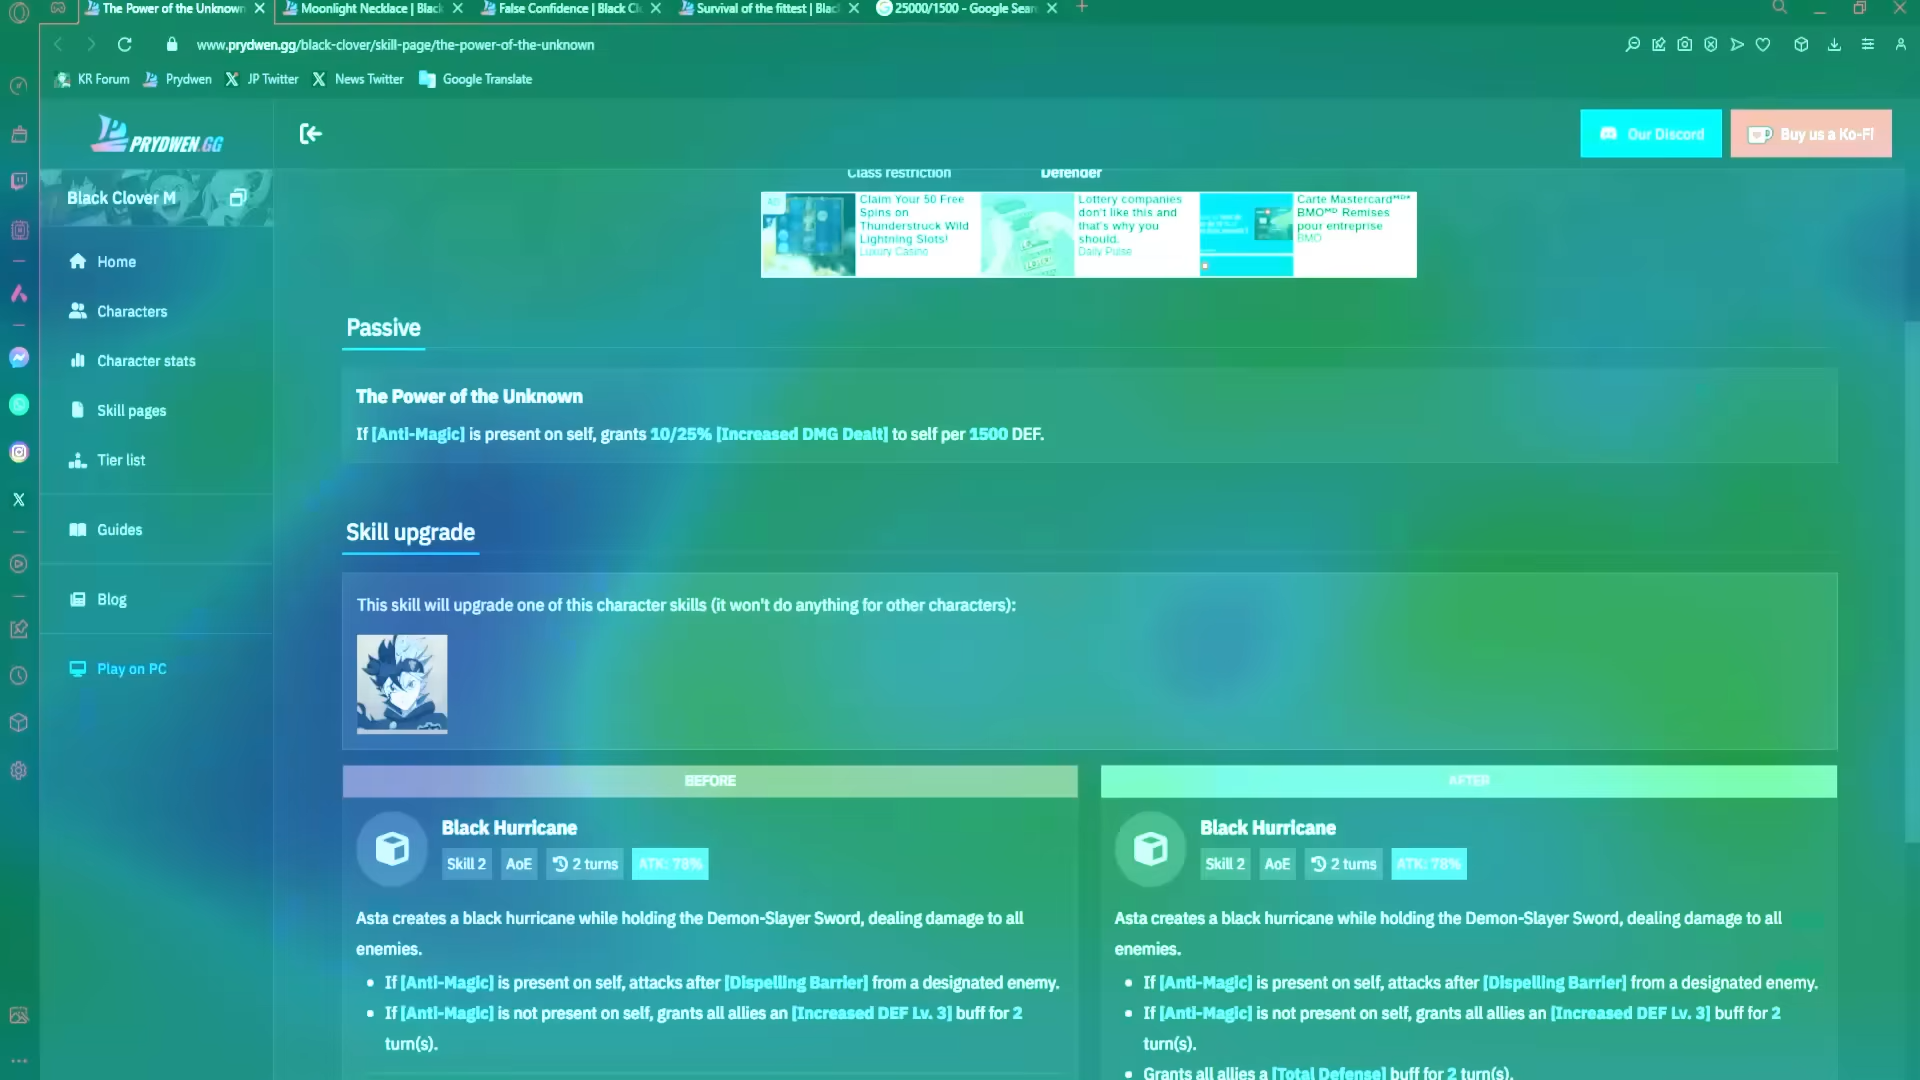 The Power of the Unknown
Moonlight Necklace | Black
False Confidence | Black Cl
Survival of the fittest | Blac
25000/1500 - Google Sear
www.prydwen.gg/black-clover/skill-page/the-power-of-the-unknown
KR Forum
Prydwen
JP Twitter
News Twitter
Google Translate
PRYDWEN.GG
Our Discord
Buy us a Ko-Fi
Black Clover M
Home
Characters
Character stats
Skill pages
Tier list
Guides
Blog
Play on PC
Class restriction
Defender
AD
Claim Your 50 Free
Spins on
Thunderstruck Wild
Lightning Slots!
Luxury Casino
Lottery companies
don't like this and
that's why you
should.
Daily Pulse
Carte Mastercardᴹᴰ*
BMOᴹᴰ Remises
pour entreprise
BMO
Passive
The Power of the Unknown
If [Anti-Magic] is present on self, grants 10/25% [Increased DMG Dealt] to self per 1500 DEF.
Skill upgrade
This skill will upgrade one of this character skills (it won't do anything for other characters):
BEFORE
Black Hurricane
Skill 2
AoE
2 turns
ATK: 78%
Asta creates a black hurricane while holding the Demon-Slayer Sword, dealing damage to all
enemies.
If [Anti-Magic] is present on self, attacks after [Dispelling Barrier] from a designated enemy.
If [Anti-Magic] is not present on self, grants all allies an [Increased DEF Lv. 3] buff for 2
turn(s).
AFTER
Black Hurricane
Skill 2
AoE
2 turns
ATK: 78%
Asta creates a black hurricane while holding the Demon-Slayer Sword, dealing damage to all
enemies.
If [Anti-Magic] is present on self, attacks after [Dispelling Barrier] from a designated enemy.
If [Anti-Magic] is not present on self, grants all allies an [Increased DEF Lv. 3] buff for 2
turn(s).
Grants all allies a [Total Defense] buff for 2 turn(s).